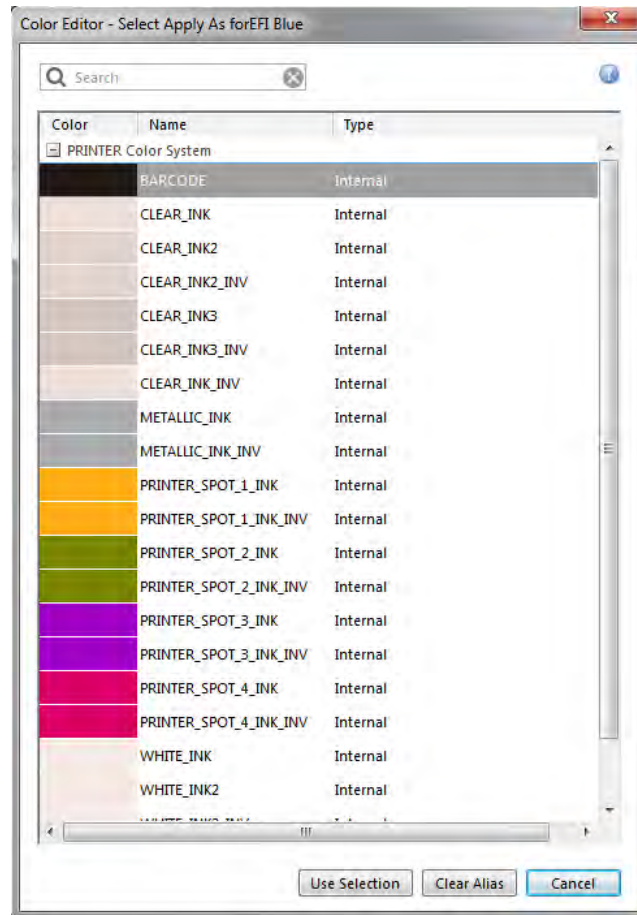 Color Editor - Select Apply As forEFI Blue
Search
Color Name Type
PRINTER Color System
BARCODE Internal
CLEAR_INK Internal
CLEAR_INK2 Internal
CLEAR_INK2_INV Internal
CLEAR_INK3 Internal
CLEAR_INK3_INV Internal
CLEAR_INK_INV Internal
METALLIC_INK Internal
METALLIC_INK_INV Internal
PRINTER_SPOT_1_INK Internal
PRINTER_SPOT_1_INK_INV Internal
PRINTER_SPOT_2_INK Internal
PRINTER_SPOT_2_INK_INV Internal
PRINTER_SPOT_3_INK Internal
PRINTER_SPOT_3_INK_INV Internal
PRINTER_SPOT_4_INK Internal
PRINTER_SPOT_4_INK_INV Internal
WHITE_INK Internal
WHITE_INK2 Internal
Use Selection Clear Alias Cancel